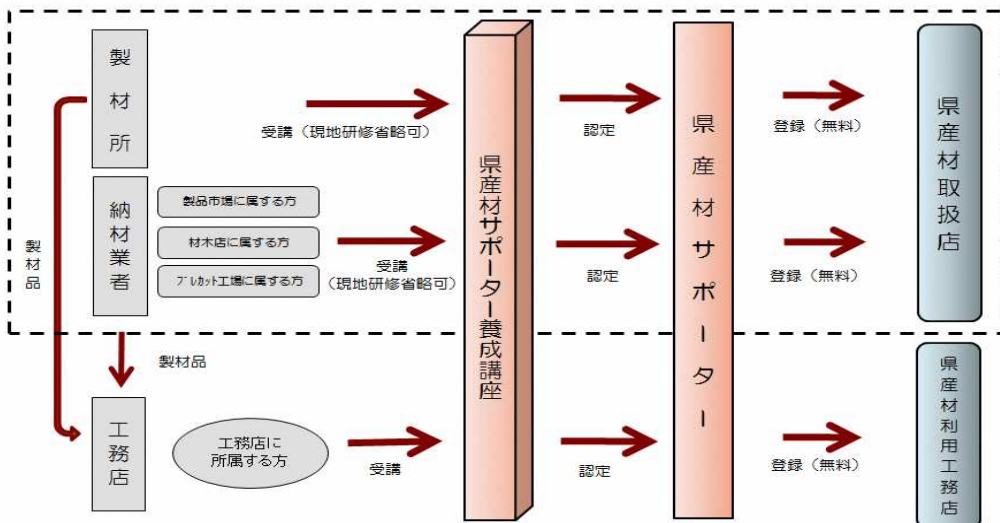 製材所
受講（現地研修省略可）
県産材サポーター養成講座
認定
県産材サポーター
登録（無料）
県産材取扱店
納材業者
製品市場に属する方
材木店に属する方
プレカット工場に属する方
受講
（現地研修省略可）
認定
登録（無料）
製材品
製材品
工務店
工務店に
所属する方
受講
認定
登録（無料）
県産材利用工務店